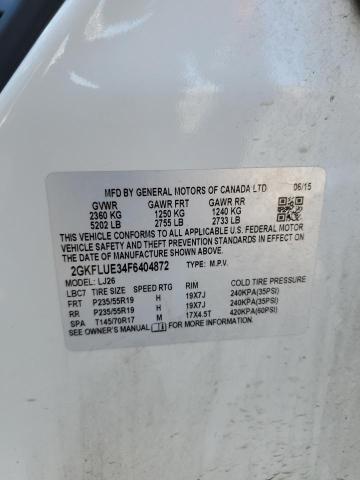 MFD BY GENERAL MOTORS OF CANADA LTD 06/15
GVWR GAWR FRT GAWR RR
2360 KG 1250 KG 1240 KG
5202 LB 2755 LB 2733 LB
THIS VEHICLE CONFORMS TO ALL APPLICABLE U.S. FEDERAL MOTOR
VEHICLE SAFETY, BUMPER, AND THEFT PREVENTION STANDARDS
IN EFFECT ON THE DATE OF MANUFACTURE SHOWN ABOVE.
2GKFLUE34F6404872 TYPE: M.P.V.
MODEL: LJ26
LBC7 TIRE SIZE SPEED RTG RIM COLD TIRE PRESSURE
FRT P235/55R19 H 19X7J 240KPA(35PSI)
RR P235/55R19 H 19X7J 240KPA(35PSI)
SPA T145/70R17 M 17X4.5T 420KPA(60PSI)
SEE OWNER'S MANUAL FOR MORE INFORMATION.